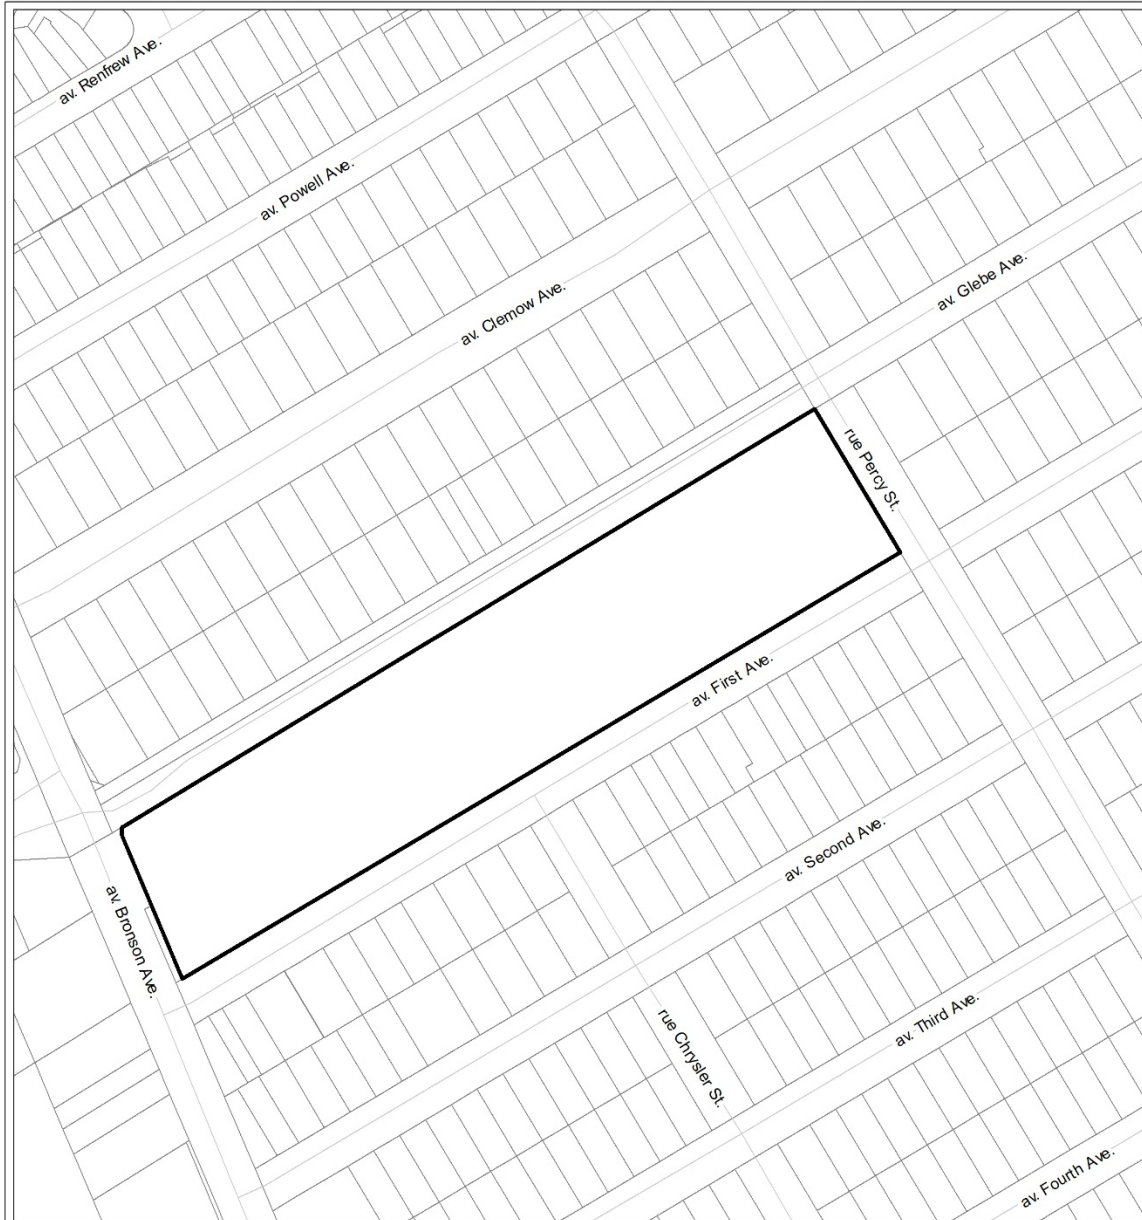 av. Renfrew Ave.
av. Powell Ave.
av. Clemow Ave.
av. Glebe Ave.
rue Percy St.
av. First Ave.
av. Second Ave.
av. Bronson Ave.
av. Third Ave.
rue Chrysler St.
av. Fourth Ave.